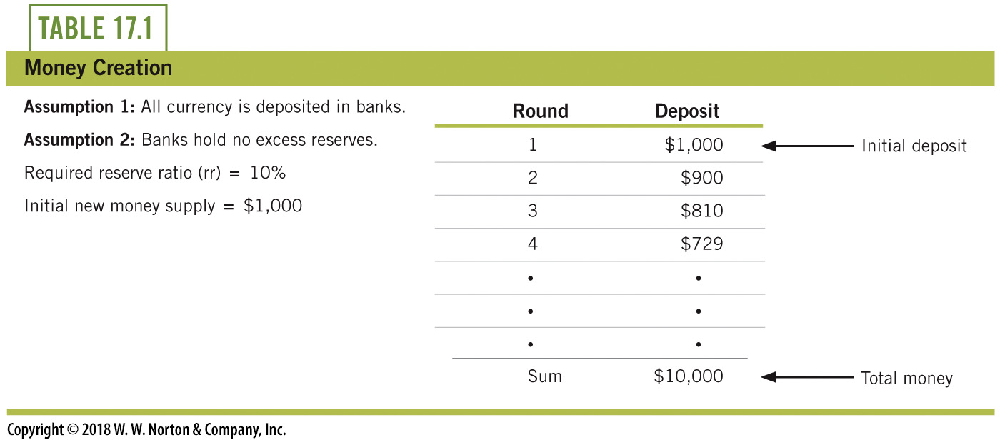 TABLE 17.1
Money Creation
Assumption 1: All currency is deposited in banks.
Assumption 2: Banks hold no excess reserves.
Required reserve ratio (rr) = 10%
Initial new money supply = $1,000
Round Deposit
1 $1,000 Initial deposit
2 $900
3 $810
4 $729
• •
• •
• •
Sum $10,000 Total money
Copyright © 2018 W. W. Norton & Company, Inc.